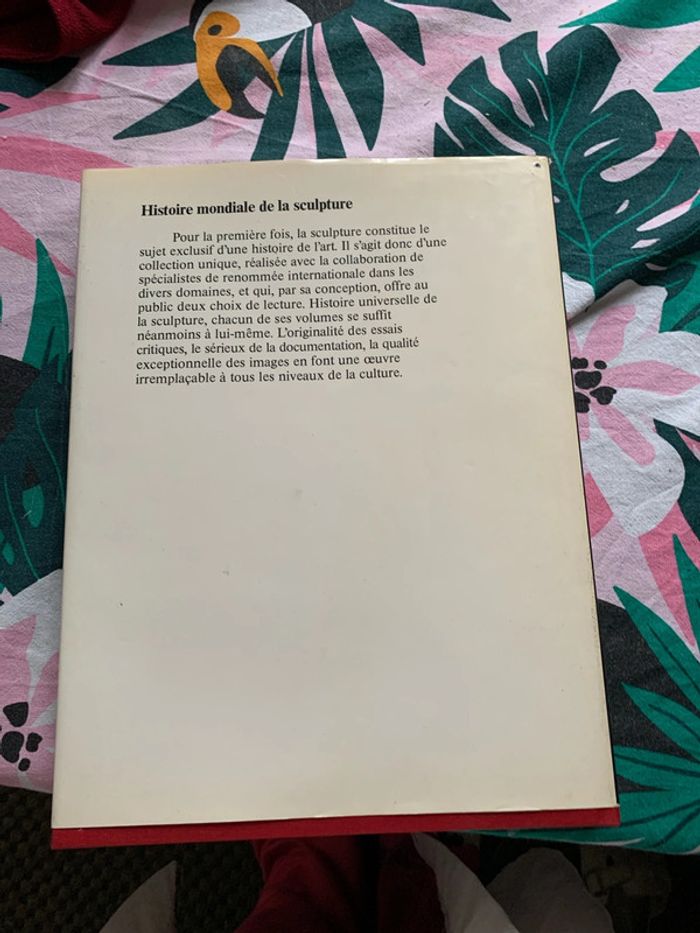 Histoire mondiale de la sculpture
Pour la première fois, la sculpture constitue le
sujet exclusif d'une histoire de l'art. Il s'agit donc d'une
collection unique, réalisée avec la collaboration de
spécialistes de renommée internationale dans les
divers domaines, et qui, par sa conception, offre au
public deux choix de lecture. Histoire universelle de
la sculpture, chacun de ses volumes se suffit
néanmoins à lui-même. L'originalité des essais
critiques, le sérieux de la documentation, la qualité
exceptionnelle des images en font une œuvre
irremplaçable à tous les niveaux de la culture.